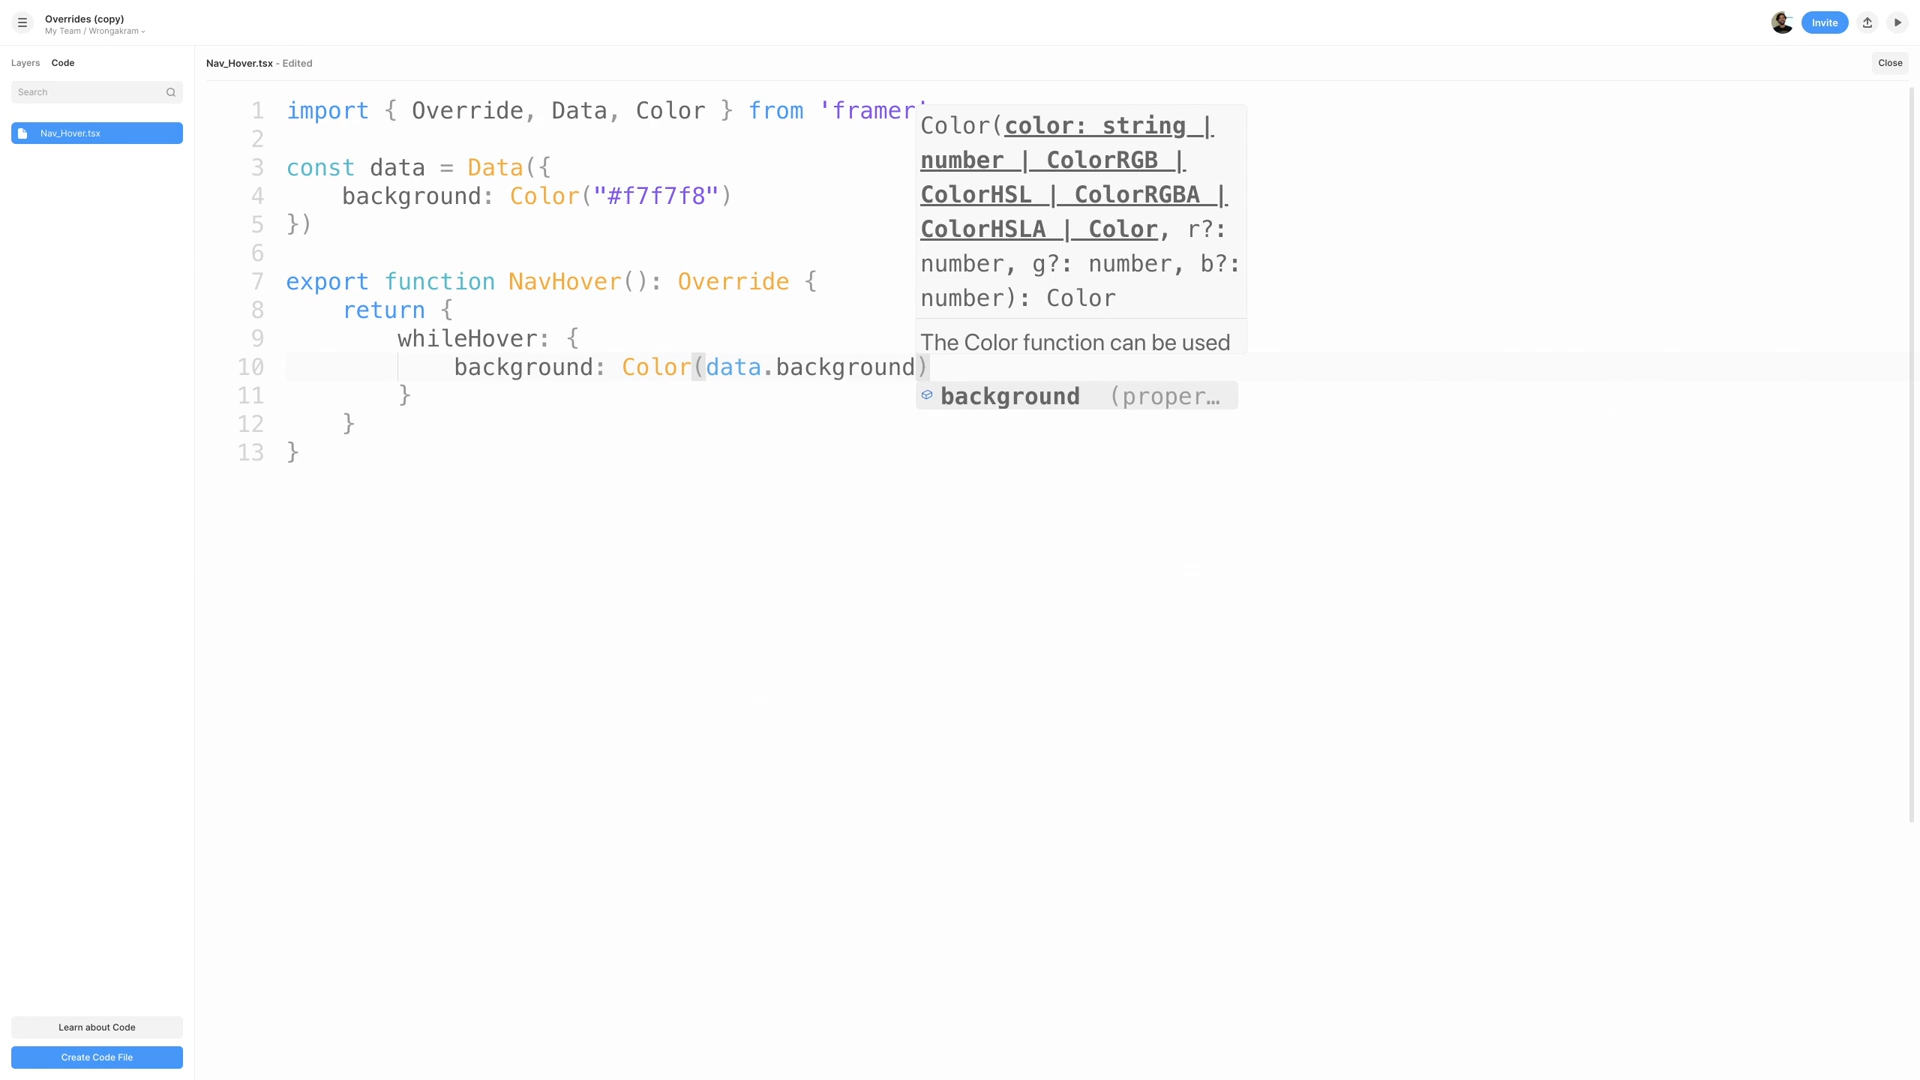 Overrides (copy)
My Team / Wrongakram
Invite
Layers Code
Nav_Hover.tsx - Edited
Close
Search
Nav_Hover.tsx
1 import { Override, Data, Color } from 'framer'
2
3 const data = Data({
4 background: Color("#f7f7f8")
5 })
6
7 export function NavHover(): Override {
8 return {
9 whileHover: {
10 background: Color(data.background)
11 }
12 }
13 }
Color(color: string |
number | ColorRGB |
ColorHSL | ColorRGBA |
ColorHSLA | Color, r?:
number, g?: number, b?:
number): Color
The Color function can be used
background (proper…
Learn about Code
Create Code File